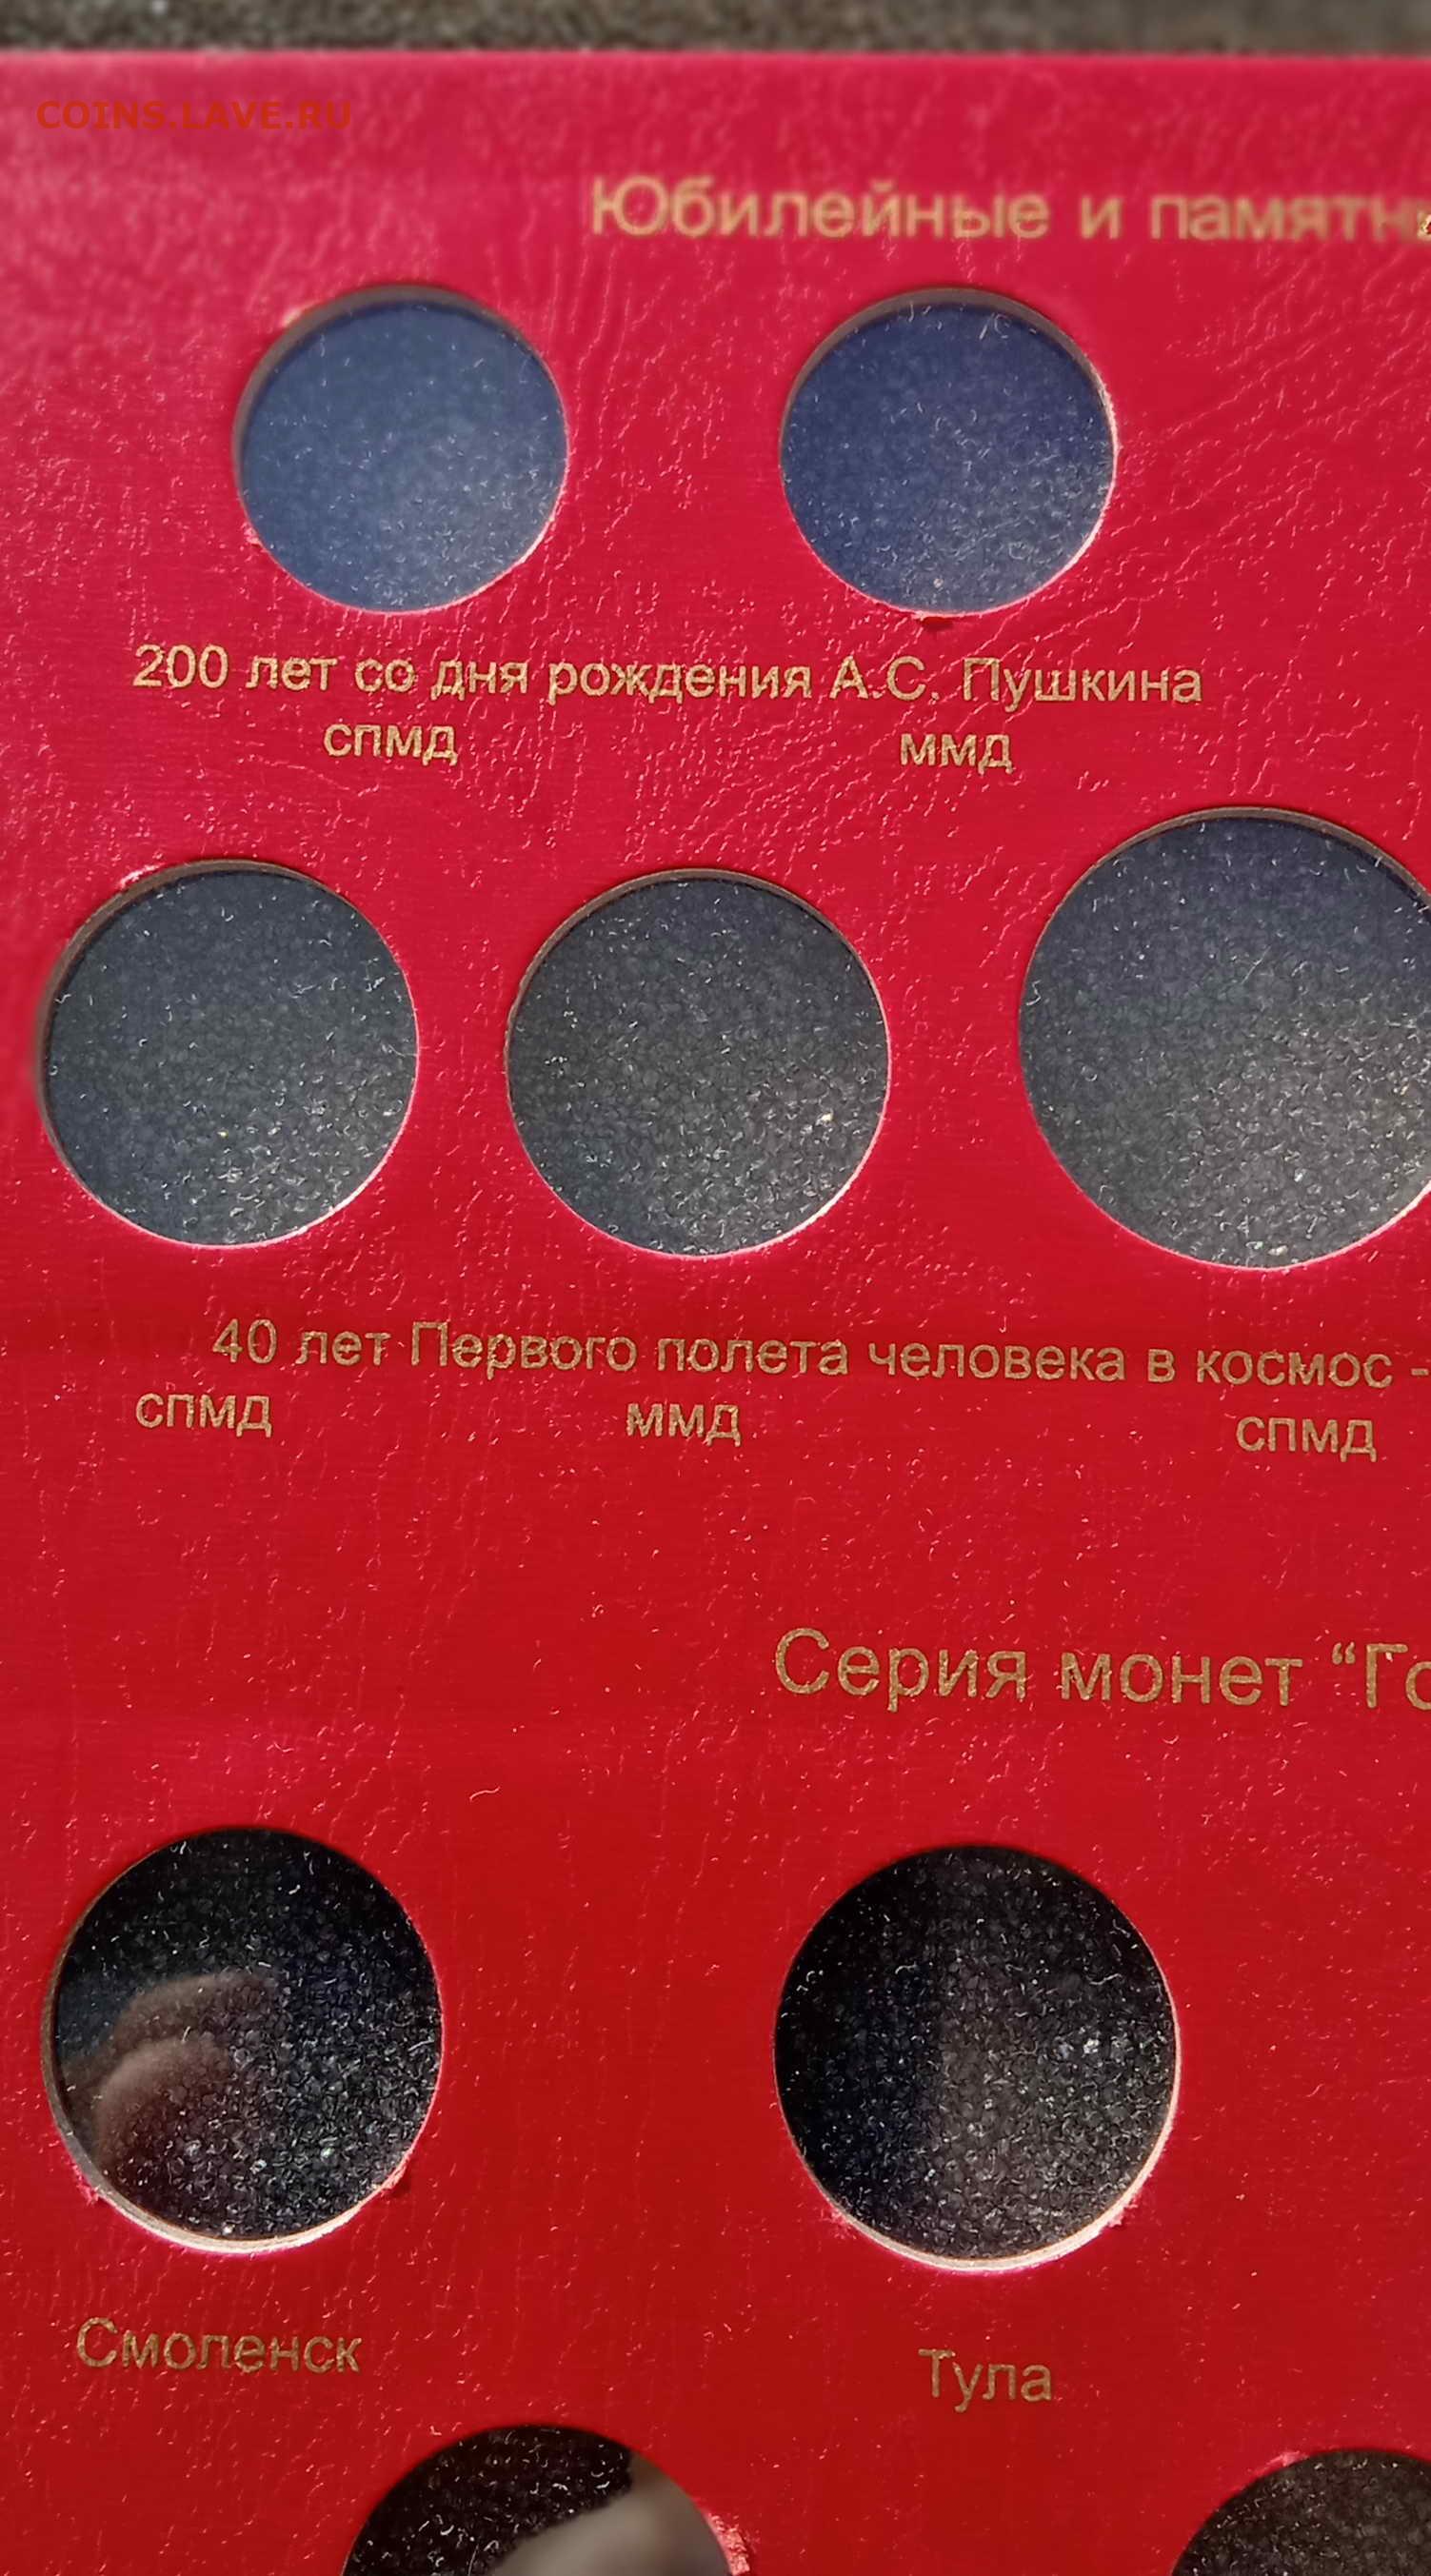 COINS.LAVE.RU
Юбилейные и памятн
200 лет со дня рождения А.С. Пушкина
спмд ммд
40 лет Первого полета человека в космос -
спмд ммд спмд
Серия монет “Го
Смоленск Тула